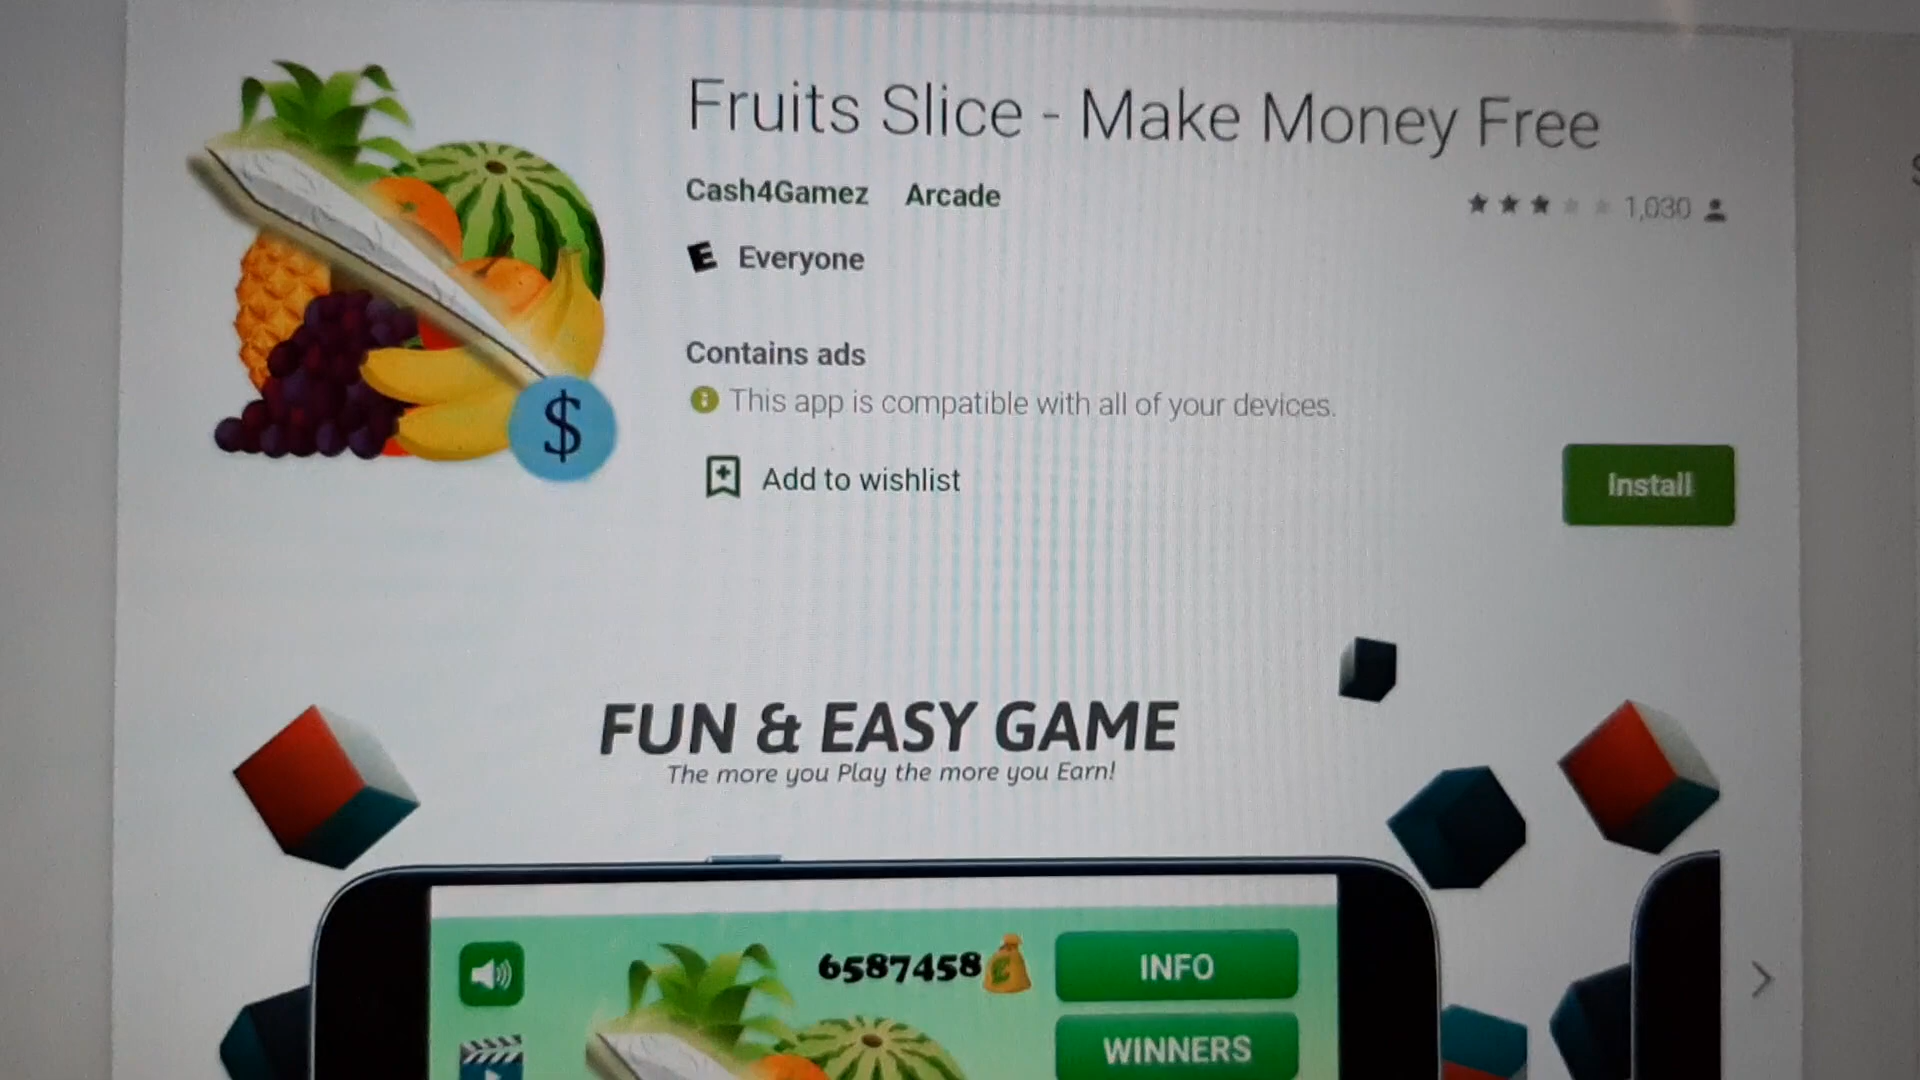 Fruits Slice - Make Money Free
Cash4Gamez Arcade
1,030
E Everyone
Contains ads
This app is compatible with all of your devices.
Add to wishlist
Install
FUN & EASY GAME
The more you Play the more you Earn!
$
6587458
INFO
WINNERS